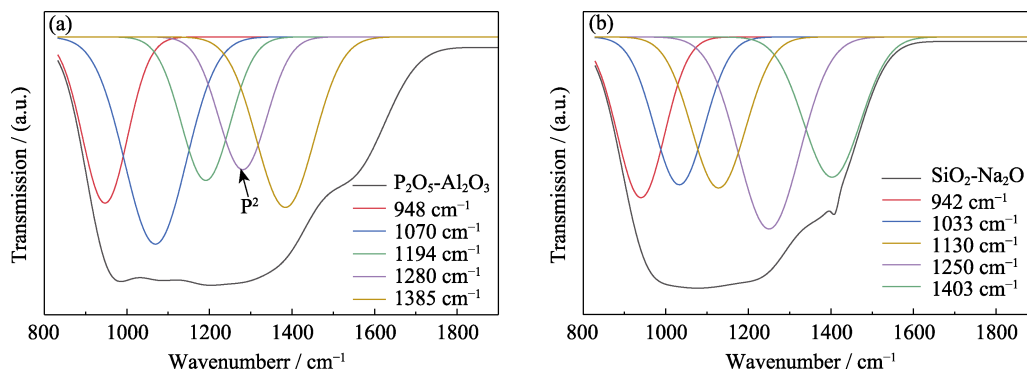 (a)
Transmission / (a.u.)
P²
P₂O₅-Al₂O₃
948 cm⁻¹
1070 cm⁻¹
1194 cm⁻¹
1280 cm⁻¹
1385 cm⁻¹
800 1000 1200 1400 1600 1800
Wavenumberr / cm⁻¹
(b)
Transmission / (a.u.)
SiO₂-Na₂O
942 cm⁻¹
1033 cm⁻¹
1130 cm⁻¹
1250 cm⁻¹
1403 cm⁻¹
800 1000 1200 1400 1600 1800
Wavenumber / cm⁻¹